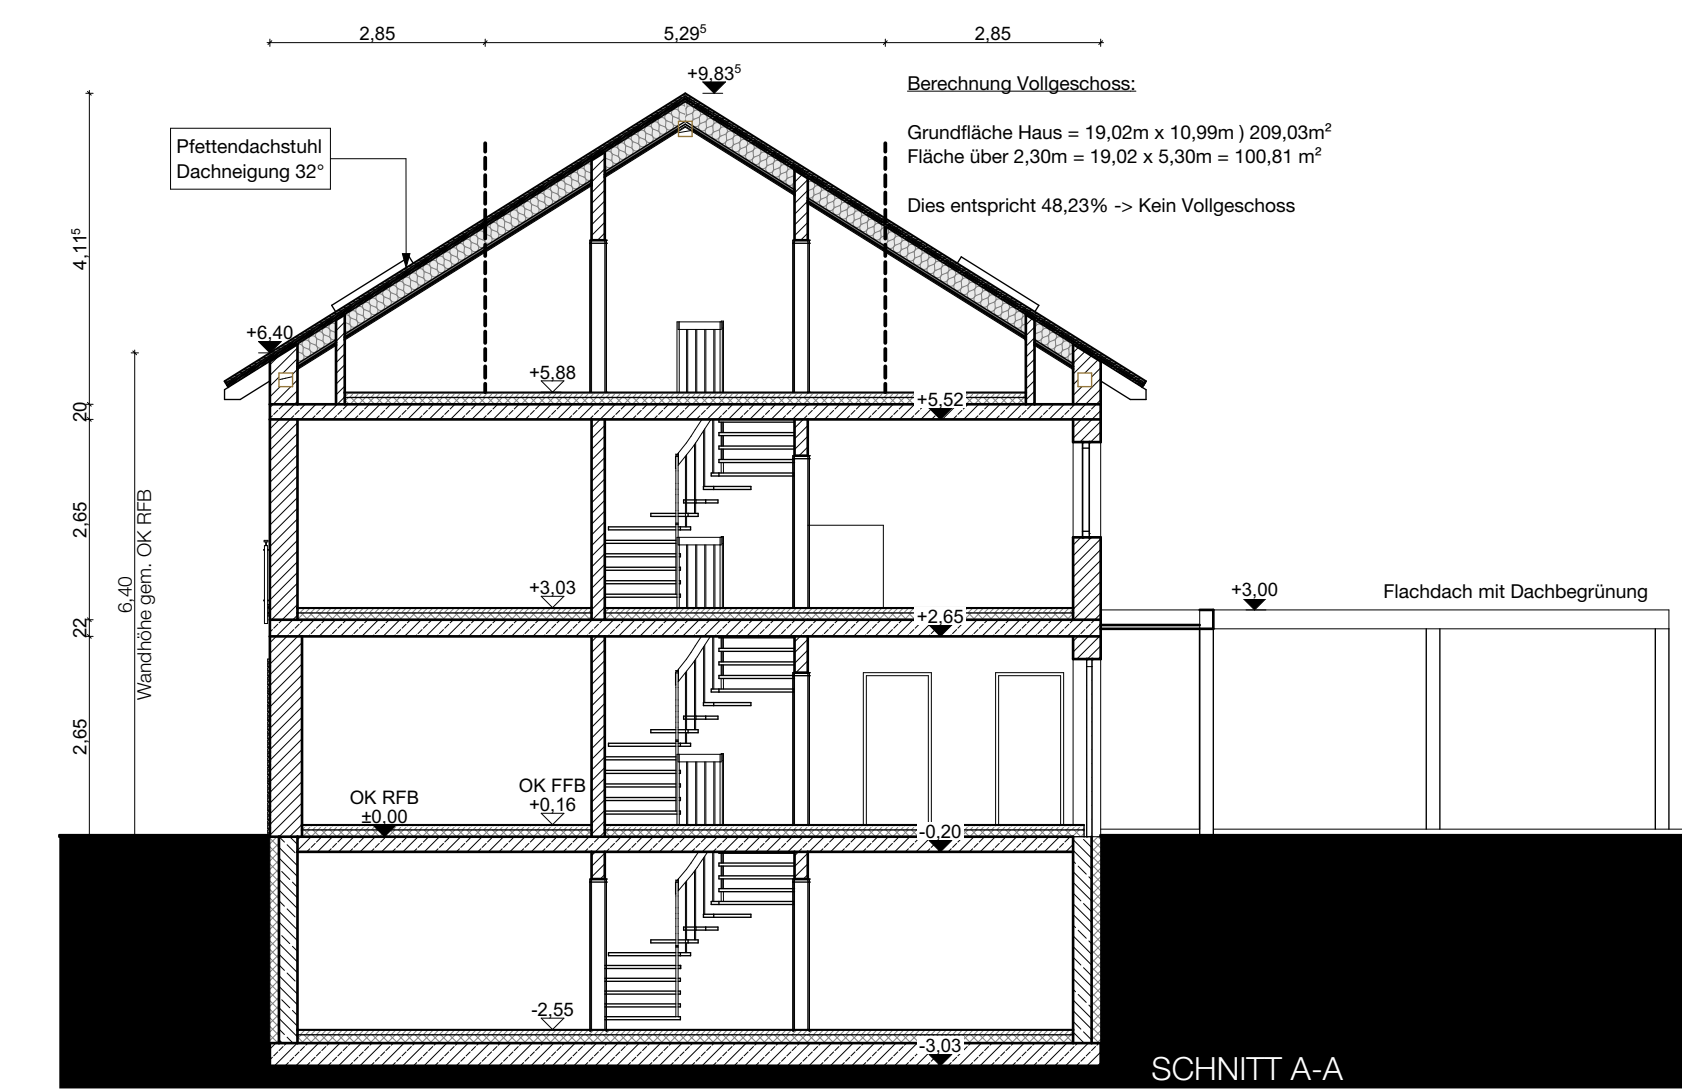 2,85
5,29⁵
2,85
+9,83⁵
Berechnung Vollgeschoss:
Grundfläche Haus = 19,02m x 10,99m ) 209,03m²
Fläche über 2,30m = 19,02 x 5,30m = 100,81 m²
Dies entspricht 48,23% -> Kein Vollgeschoss
Pfettendachstuhl
Dachneigung 32°
4,11⁵
+6,40
+5,88
+5,52
20
2,65
6,40
Wandhöhe gem. OK RFB
+3,03
+2,65
22
+3,00
Flachdach mit Dachbegrünung
2,65
OK RFB
±0,00
OK FFB
+0,16
-0,20
-2,55
-3,03
SCHNITT A-A